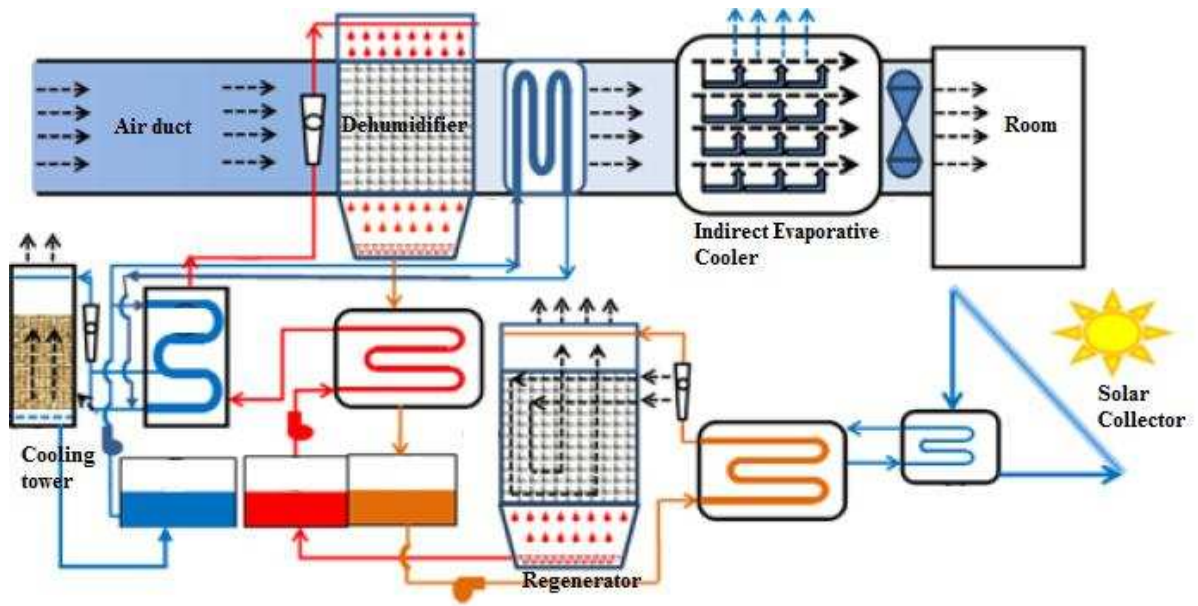 Air duct
Dehumidifier
Room
Indirect Evaporative
Cooler
Solar
Collector
Cooling
tower
Regenerator